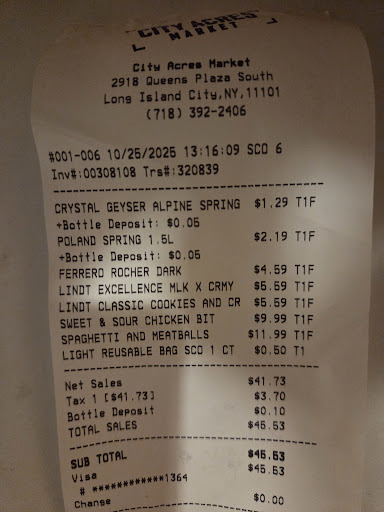 CITY ACRES
MARKET
City Acres Market
2918 Queens Plaza South
Long Island City,NY,11101
(718) 392-2406
#001-006 10/25/2025 13:16:09 SCO 6
Inv#:00308108 Trs#:320839
CRYSTAL GEYSER ALPINE SPRING $1.29 T1F
+Bottle Deposit: $0.05
POLAND SPRING 1.5L $2.19 T1F
+Bottle Deposit: $0.05
FERRERO ROCHER DARK $4.59 T1F
LINDT EXCELLENCE MLK X CRMY $5.59 T1F
LINDT CLASSIC COOKIES AND CR $5.59 T1F
SWEET & SOUR CHICKEN BIT $9.99 T1F
SPAGHETTI AND MEATBALLS $11.99 T1F
LIGHT REUSABLE BAG SCO 1 CT $0.50 T1
Net Sales $41.73
Tax 1 [$41.73] $3.70
Bottle Deposit $0.10
TOTAL SALES $45.53
SUB TOTAL $45.53
Visa $45.53
# ************1364
Change $0.00